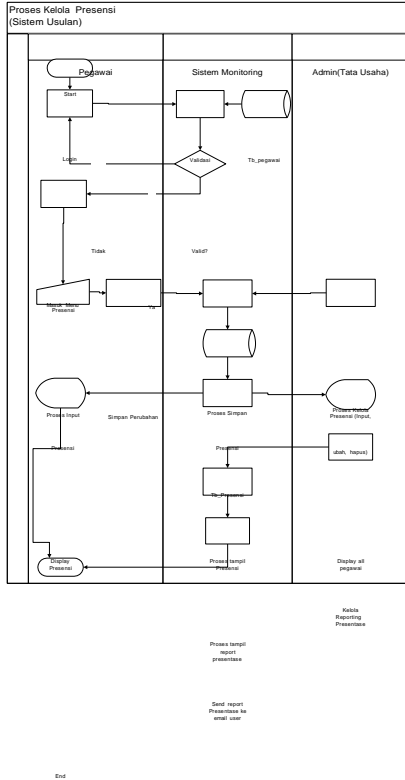 Proses Kelola Presensi
(Sistem Usulan)
Pegawai
Sistem Monitoring
Admin(Tata Usaha)
Start
Login
Validasi
Tb_pegawai
Tidak
Valid?
Masuk Menu
Presensi
Ya
Proses Input
Presensi
Simpan Perubahan
Proses Simpan
Presensi
Proses Kelola
Presensi (Input,
ubah, hapus)
Tb_Presensi
Display
Presensi
Proses tampil
Presensi
Display all
pegawai
Kelola
Reporting
Presentase
Proses tampil
report
presentase
Send report
Presentase ke
email user
End